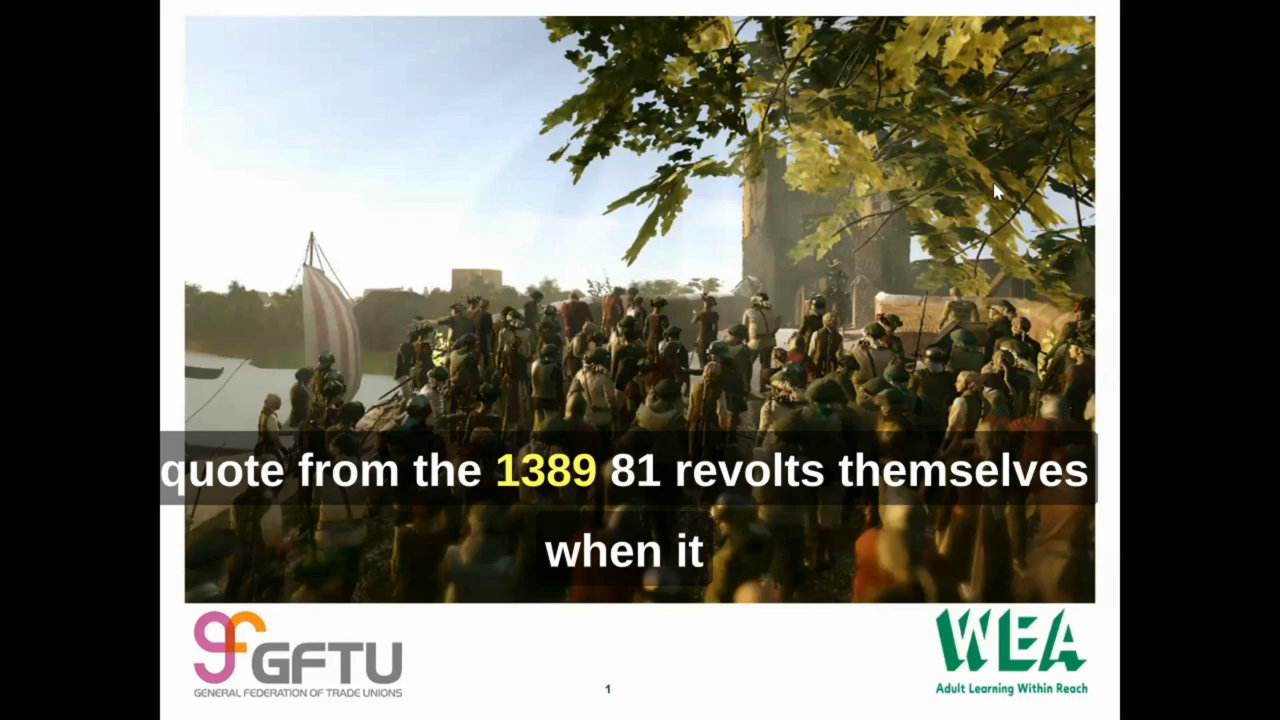 quote from the 1389 81 revolts themselves
when it
GFTU
GENERAL FEDERATION OF TRADE UNIONS
1
WEA
Adult Learning Within Reach